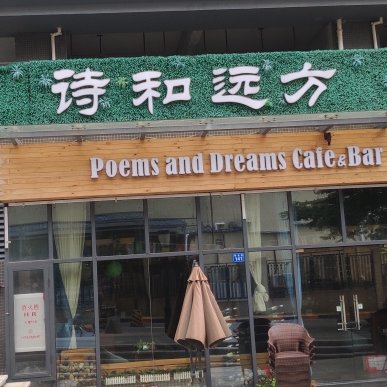 诗和远方
Poems and Dreams Cafe&Bar